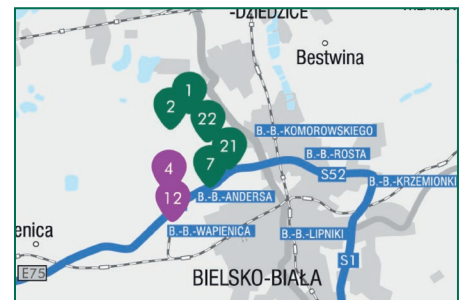 -DZIEDZICE
Bestwina
1
2
22
B.-B.-KOMOROWSKIEGO
21
B.-B.-ROSTA
4
7
S52
B.-B.-KRZEMIONKI
12
B.-B.-ANDERSA
enica
B.-B.-WAPIENICA
B.-B.-LIPNIKI
S1
E75
BIELSKO-BIAŁA